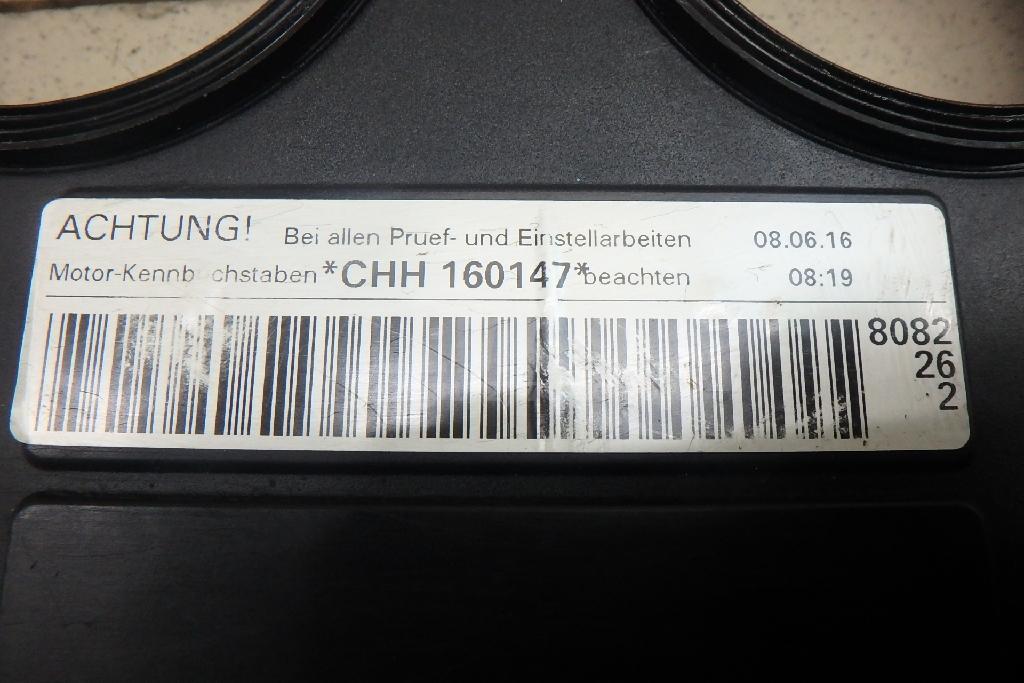 ACHTUNG! Bei allen Pruef- und Einstellarbeiten 08.06.16
Motor-Kennb chstaben *CHH 160147* beachten 08:19
8082
26
2